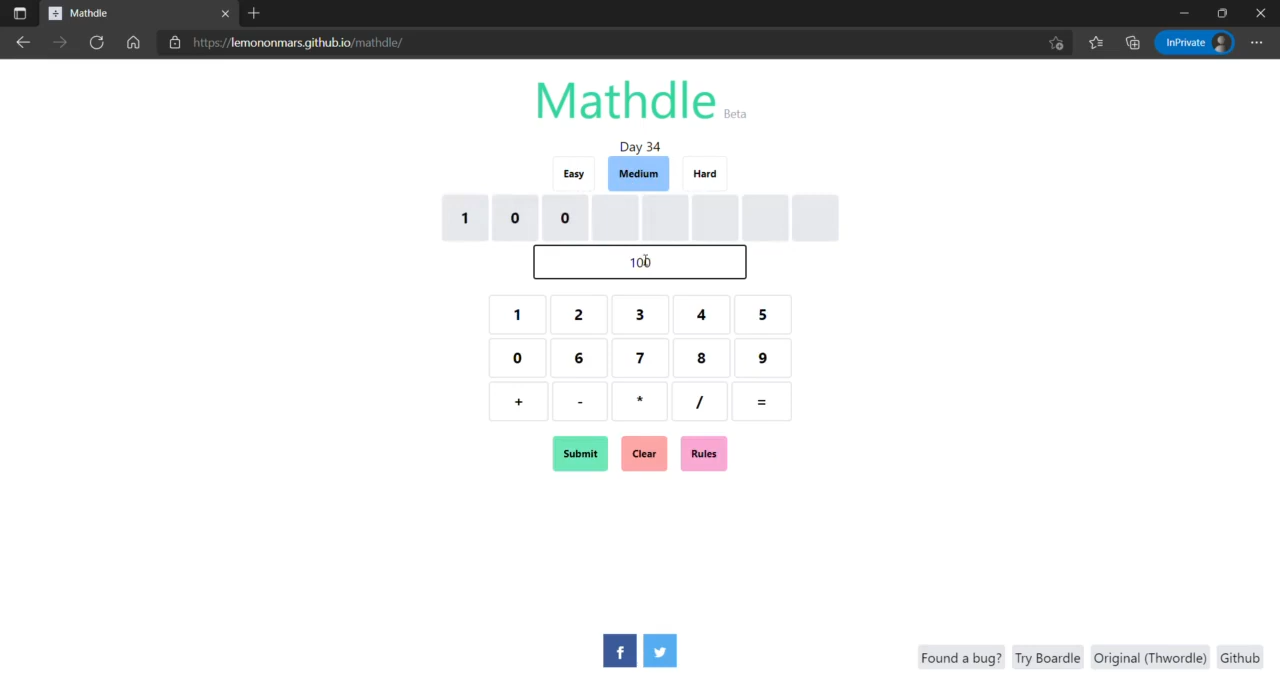 Mathdle
https://lemononmars.github.io/mathdle/
InPrivate
Mathdle Beta
Day 34
Easy Medium Hard
1 0 0
100
1 2 3 4 5
0 6 7 8 9
+ - * / =
Submit Clear Rules
Found a bug? Try Boardle Original (Thwordle) Github